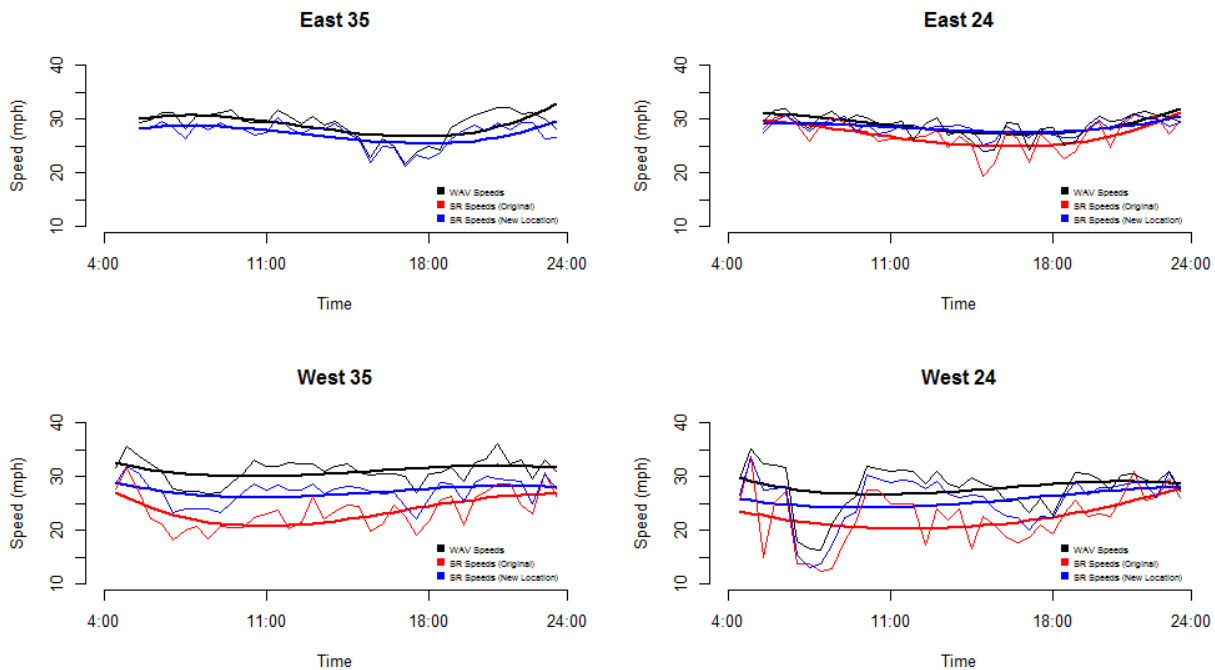 East 35
40
30
20
10
Speed (mph)
WAV Speeds
SR Speeds (Original)
SR Speeds (New Location)
4:00 11:00 18:00 24:00
Time
East 24
40
30
20
10
Speed (mph)
WAV Speeds
SR Speeds (Original)
SR Speeds (New Location)
4:00 11:00 18:00 24:00
Time
West 35
40
30
20
10
Speed (mph)
WAV Speeds
SR Speeds (Original)
SR Speeds (New Location)
4:00 11:00 18:00 24:00
Time
West 24
40
30
20
10
Speed (mph)
WAV Speeds
SR Speeds (Original)
SR Speeds (New Location)
4:00 11:00 18:00 24:00
Time